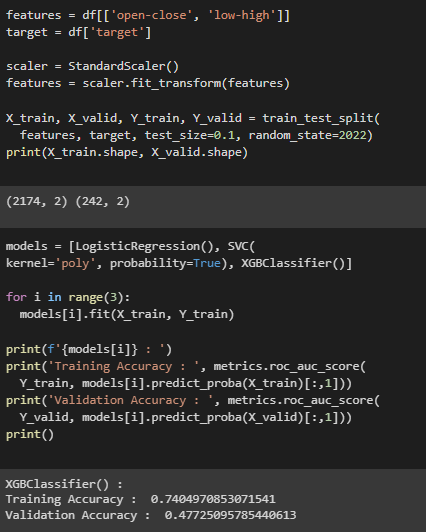 features = df[['open-close', 'low-high']]
target = df['target']
scaler = StandardScaler()
features = scaler.fit_transform(features)
X_train, X_valid, Y_train, Y_valid = train_test_split(
features, target, test_size=0.1, random_state=2022)
print(X_train.shape, X_valid.shape)
(2174, 2) (242, 2)
models = [LogisticRegression(), SVC(
kernel='poly', probability=True), XGBClassifier()]
for i in range(3):
models[i].fit(X_train, Y_train)
print(f'{models[i]} : ')
print('Training Accuracy : ', metrics.roc_auc_score(
Y_train, models[i].predict_proba(X_train)[:,1]))
print('Validation Accuracy : ', metrics.roc_auc_score(
Y_valid, models[i].predict_proba(X_valid)[:,1]))
print()
XGBClassifier() :
Training Accuracy :  0.7404970853071541
Validation Accuracy :  0.47725095785440613